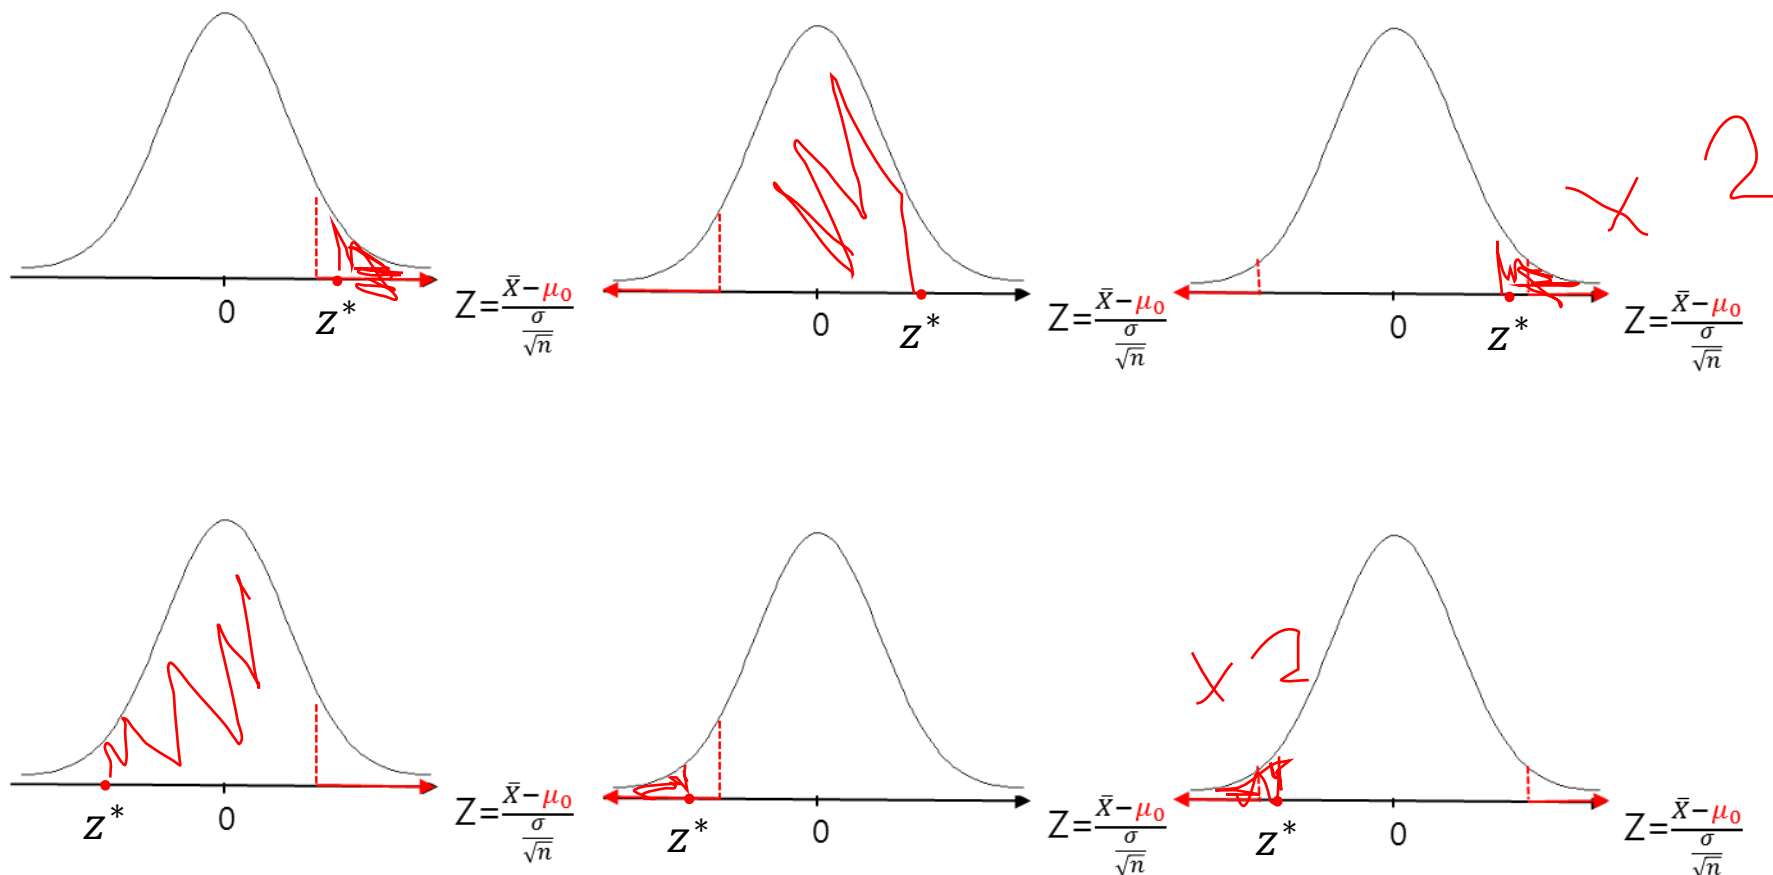 × 2
0 z* Z = (X̄ − μ₀) / (σ/√n)
0 z* Z = (X̄ − μ₀) / (σ/√n)
0 z* Z = (X̄ − μ₀) / (σ/√n)
× 2
z* 0 Z = (X̄ − μ₀) / (σ/√n)
z* 0 Z = (X̄ − μ₀) / (σ/√n)
z* 0 Z = (X̄ − μ₀) / (σ/√n)